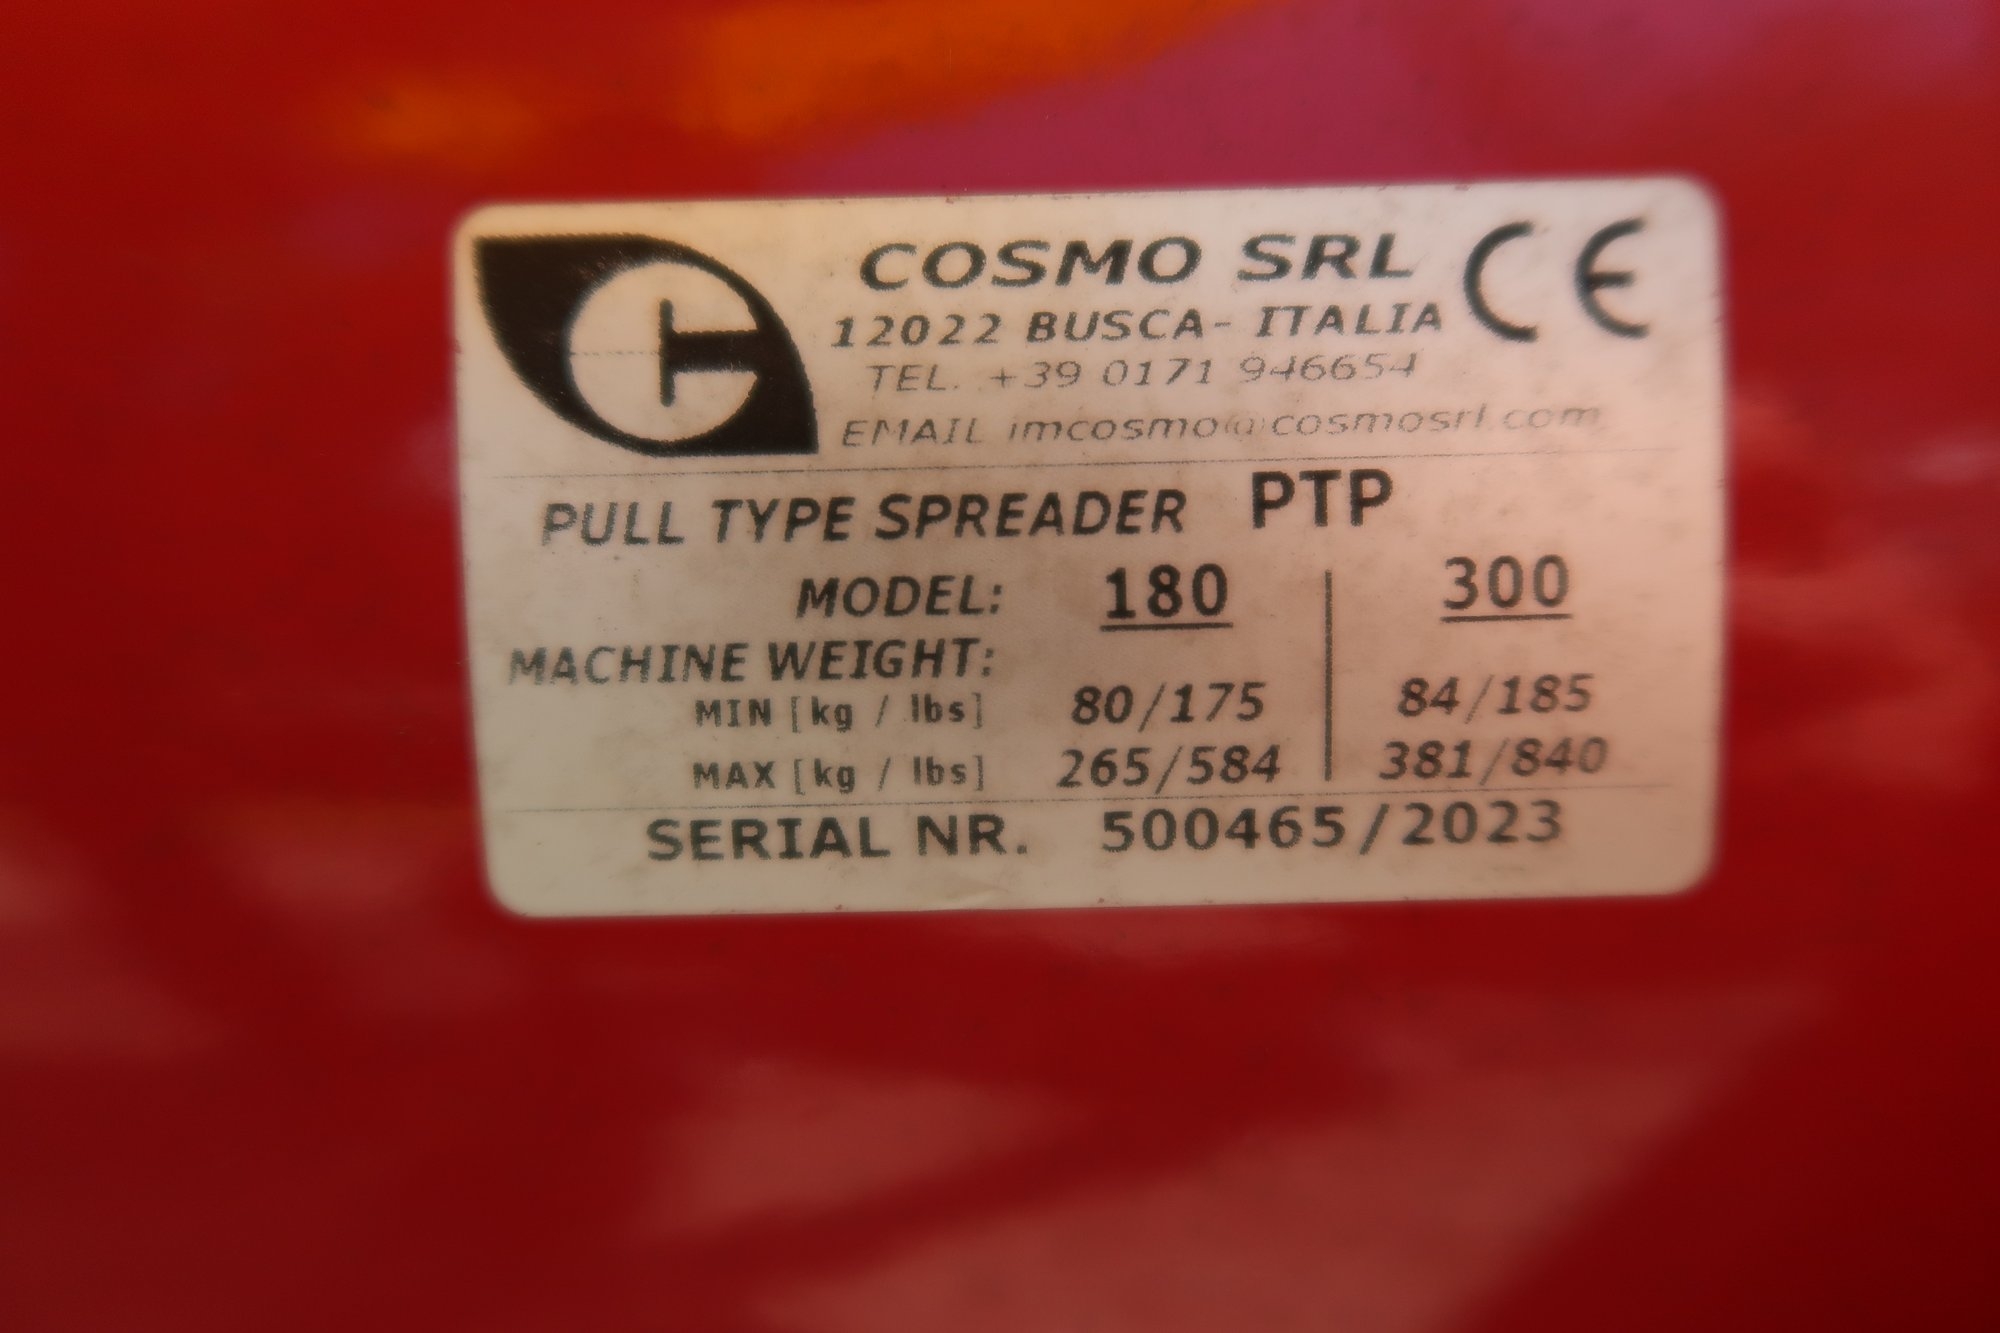 COSMO SRL CE
12022 BUSCA- ITALIA
TEL. +39 0171 946654
EMAIL imcosmo@cosmosrl.com
PULL TYPE SPREADER PTP
MODEL: 180 300
MACHINE WEIGHT:
MIN [kg / lbs] 80/175 84/185
MAX [kg / lbs] 265/584 381/840
SERIAL NR. 500465/2023